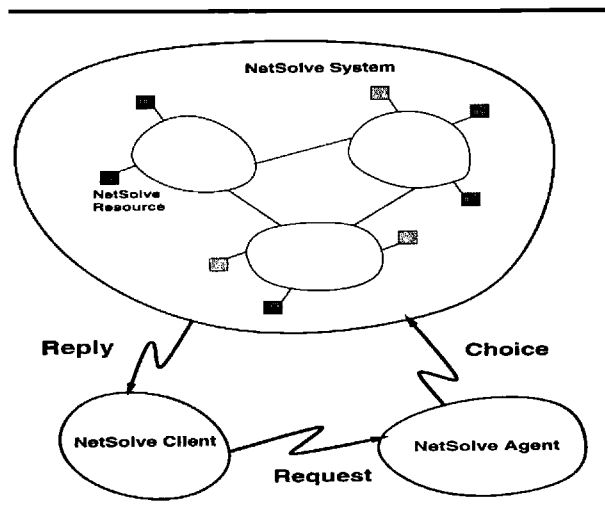 NetSolve System
NetSolve
Resource
Reply
Choice
NetSolve Client
NetSolve Agent
Request